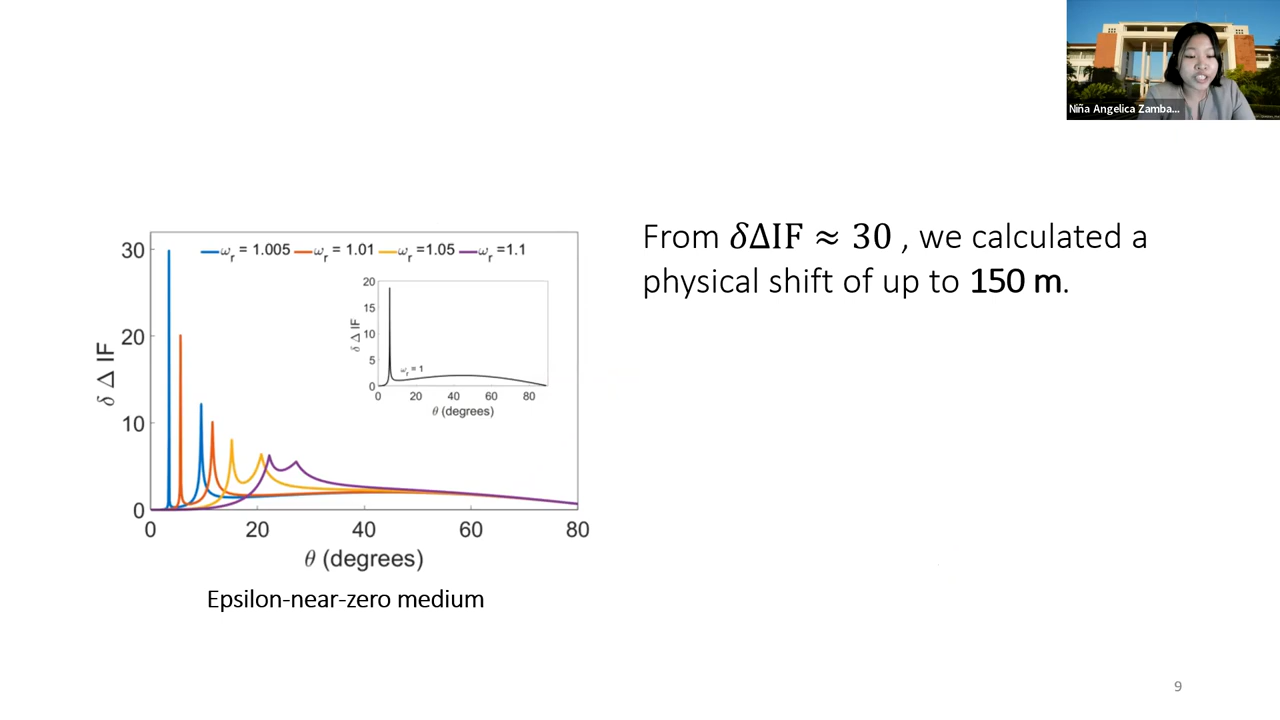 Niña Angelica Zamba...
From δΔIF ≈ 30 , we calculated a
physical shift of up to 150 m.
ωr = 1.005 ωr = 1.01 ωr =1.05 ωr =1.1
30
20
10
0
δ Δ IF
0 20 40 60 80
θ (degrees)
20
15
10
5
0
δ Δ IF
ωr = 1
0 20 40 60 80
θ (degrees)
Epsilon-near-zero medium
9